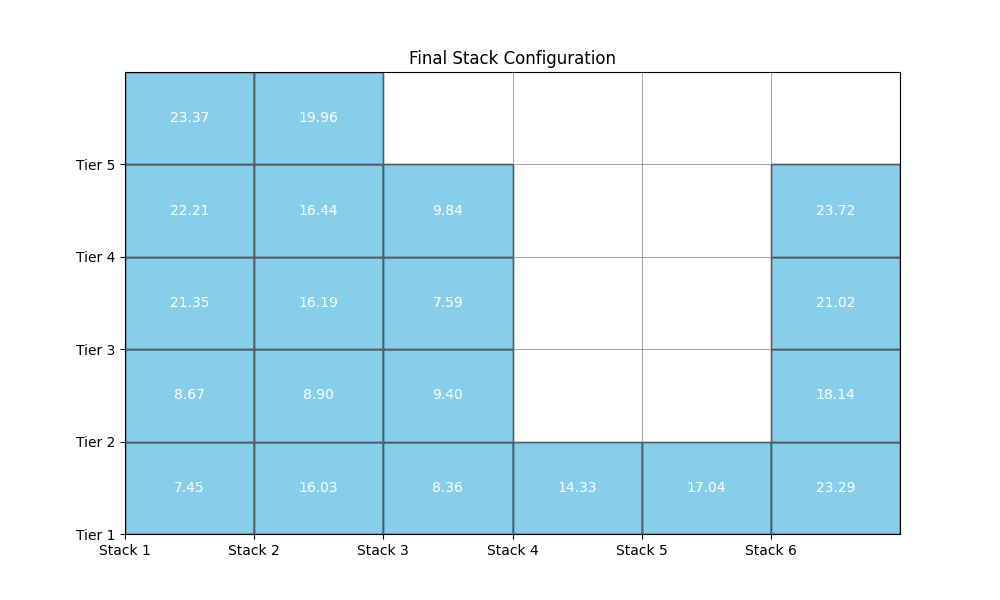 Final Stack Configuration
23.37 19.96
Tier 5
22.21 16.44 9.84 23.72
Tier 4
21.35 16.19 7.59 21.02
Tier 3
8.67 8.90 9.40 18.14
Tier 2
7.45 16.03 8.36 14.33 17.04 23.29
Tier 1
Stack 1 Stack 2 Stack 3 Stack 4 Stack 5 Stack 6